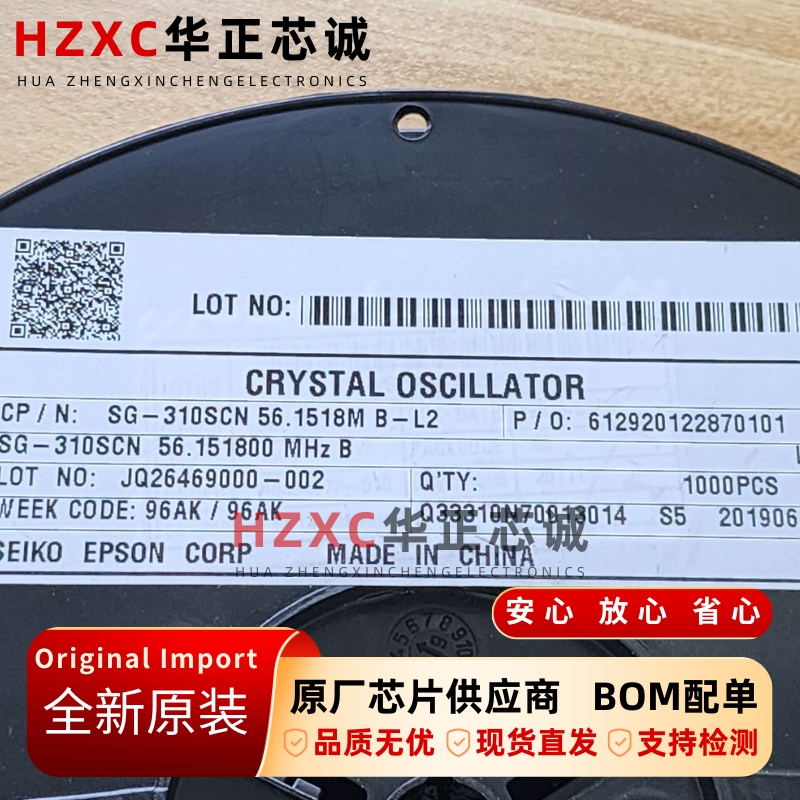 HZXC华正芯诚
HUA ZHENGXINCHENGELECTRONICS
LOT NO:
CRYSTAL OSCILLATOR
CP / N: SG-310SCN 56.1518M B-L2 P / O: 612920122870101
SG-310SCN 56.151800 MHz B
LOT NO: JQ26469000-002 Q'TY: 1000PCS
WEEK CODE: 96AK / 96AK Q33310N70013014 S5 201906
HZXC华正芯诚
SEIKO EPSON CORP MADE IN CHINA
HUA ZHENGXINCHENGELECTRONICS
安心 放心 省心
Original Import
全新原装
原厂芯片供应商 BOM配单
品质无优 现货直发 支持检测